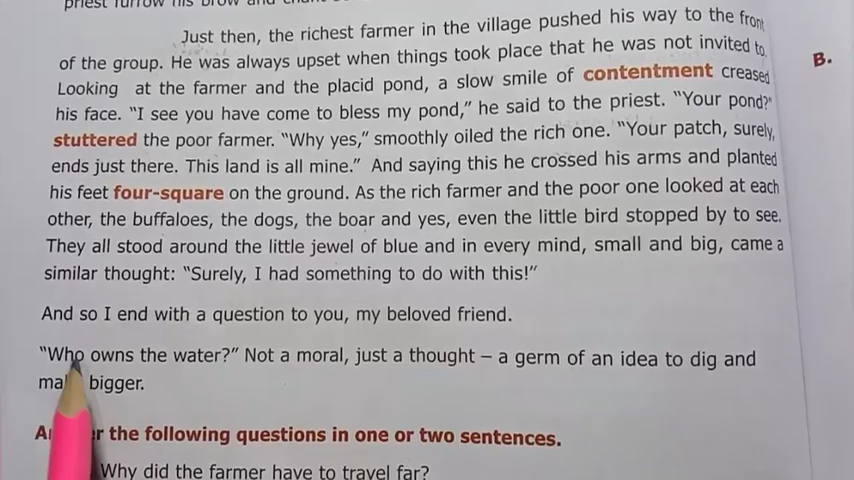 priest furrow his brow and
Just then, the richest farmer in the village pushed his way to the front
of the group. He was always upset when things took place that he was not invited to.
Looking at the farmer and the placid pond, a slow smile of contentment creased
his face. “I see you have come to bless my pond,” he said to the priest. “Your pond?”
stuttered the poor farmer. “Why yes,” smoothly oiled the rich one. “Your patch, surely,
ends just there. This land is all mine.” And saying this he crossed his arms and planted
his feet four-square on the ground. As the rich farmer and the poor one looked at each
other, the buffaloes, the dogs, the boar and yes, even the little bird stopped by to see.
They all stood around the little jewel of blue and in every mind, small and big, came a
similar thought: “Surely, I had something to do with this!”
And so I end with a question to you, my beloved friend.
“Who owns the water?” Not a moral, just a thought – a germ of an idea to dig and
bigger.
the following questions in one or two sentences.
Why did the farmer have to travel far?
B.